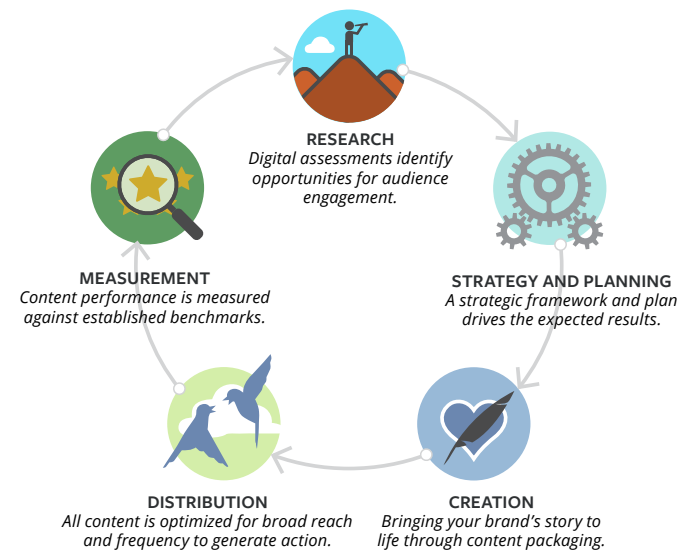 RESEARCH
Digital assessments identify
opportunities for audience
engagement.
STRATEGY AND PLANNING
A strategic framework and plan
drives the expected results.
CREATION
Bringing your brand’s story to
life through content packaging.
DISTRIBUTION
All content is optimized for broad reach
and frequency to generate action.
MEASUREMENT
Content performance is measured
against established benchmarks.